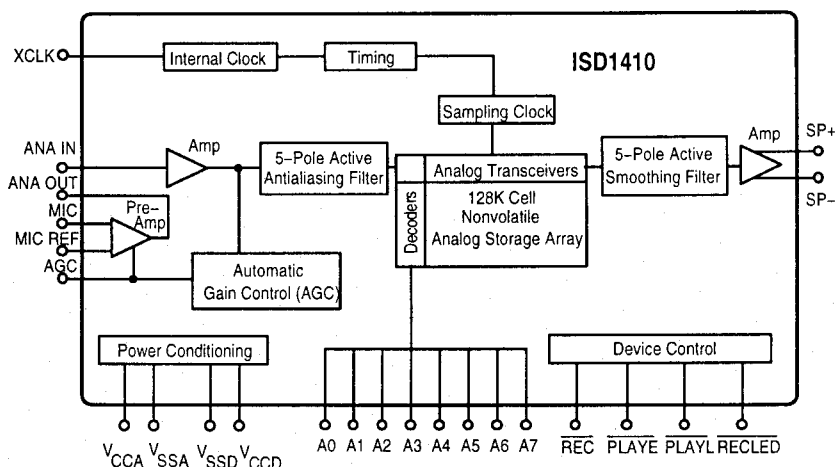 XCLK
Internal Clock
Timing
ISD1410
Sampling Clock
ANA IN
Amp
5-Pole Active
Antialiasing Filter
Analog Transceivers
5-Pole Active
Smoothing Filter
Amp
SP+
SP-
ANA OUT
MIC
Pre-
Amp
MIC REF
AGC
Decoders
128K Cell
Nonvolatile
Analog Storage Array
Automatic
Gain Control (AGC)
Power Conditioning
Device Control
VCCA
VSSA
VSSD
VCCD
A0 A1 A2 A3 A4 A5 A6 A7
REC PLAYE PLAYL RECLED